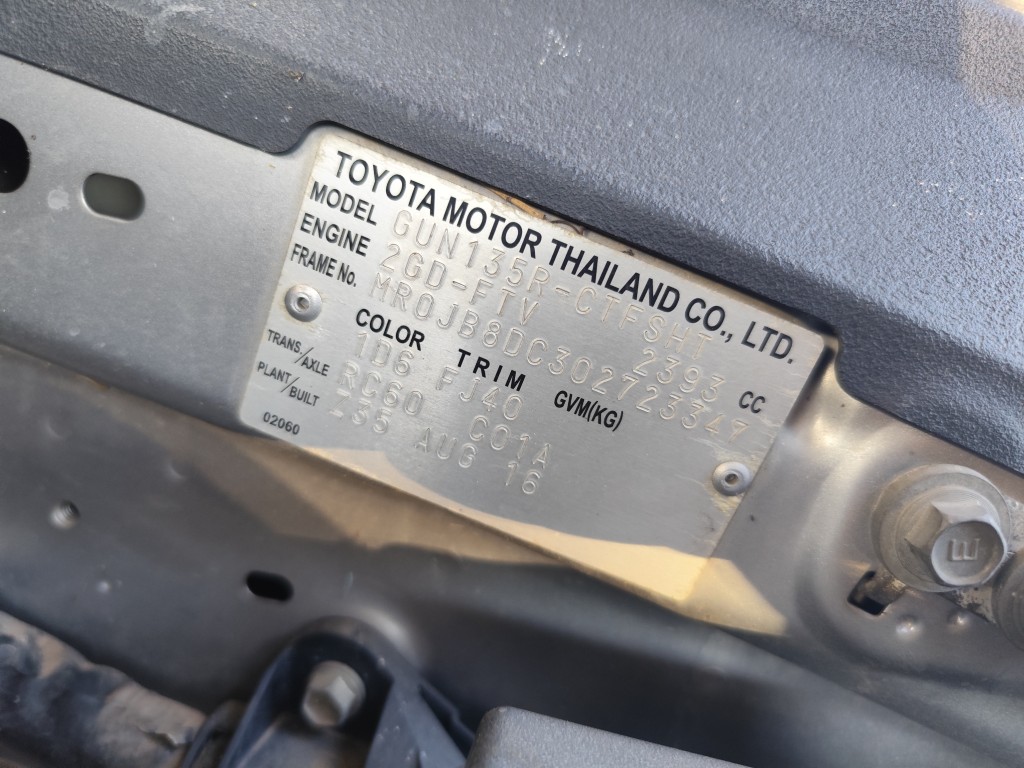 TOYOTA MOTOR THAILAND CO., LTD.
MODEL GUN135R-CTFSHT
ENGINE 2GD-FTV 2393 CC
FRAME No. MR0JB8DC302723347
COLOR TRIM GVM(KG)
1D6 FJ40
TRANS/AXLE RC60 C01A
PLANT/BUILT -S5 AUG 16
02060
E